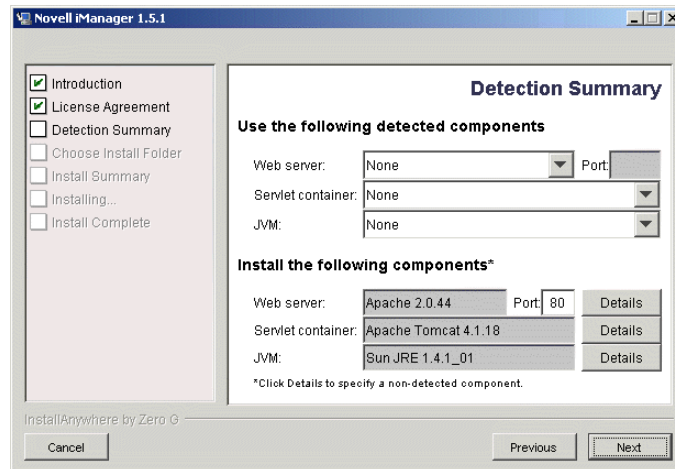 Novell iManager 1.5.1
Introduction
License Agreement
Detection Summary
Choose Install Folder
Install Summary
Installing...
Install Complete
Detection Summary
Use the following detected components
Web server: None Port:
Servlet container: None
JVM: None
Install the following components*
Web server: Apache 2.0.44 Port: 80 Details
Servlet container: Apache Tomcat 4.1.18 Details
JVM: Sun JRE 1.4.1_01 Details
*Click Details to specify a non-detected component.
InstallAnywhere by Zero G
Cancel Previous Next